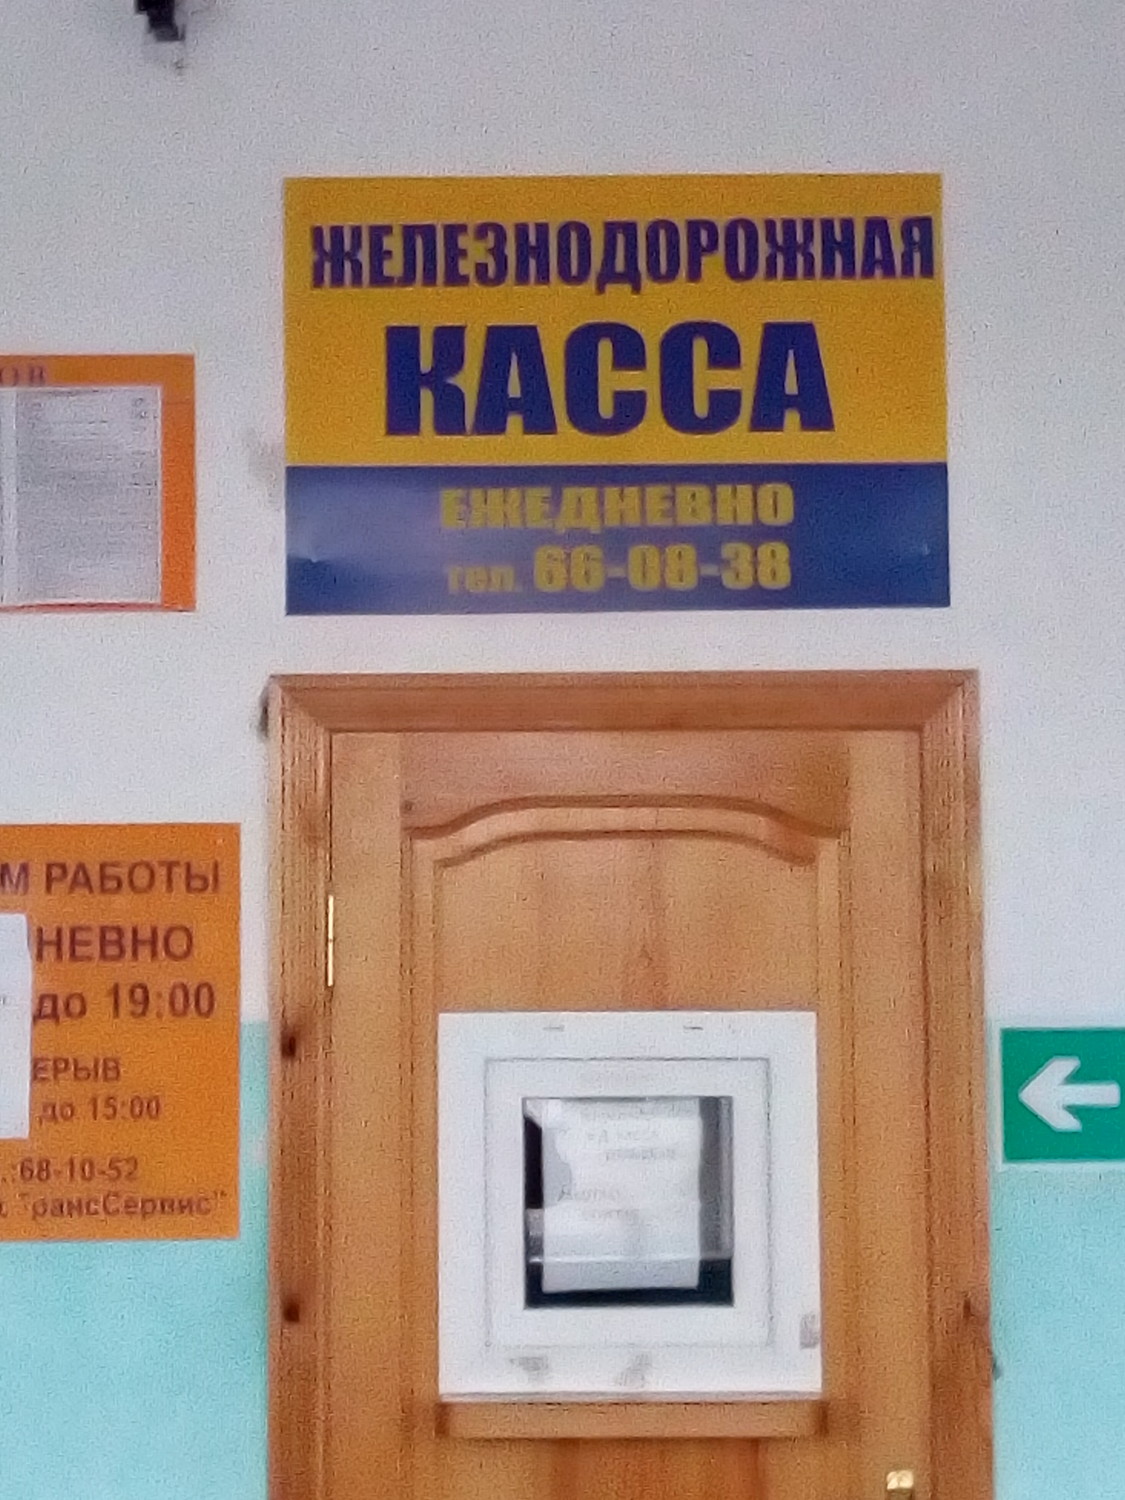 ЖЕЛЕЗНОДОРОЖНАЯ
КАССА
ЕЖЕДНЕВНО
тел. 66-08-38
ОВ
М РАБОТЫ
НЕВНО
до 19:00
ЕРЫВ
до 15:00
.:68-10-52
"рансСервис"